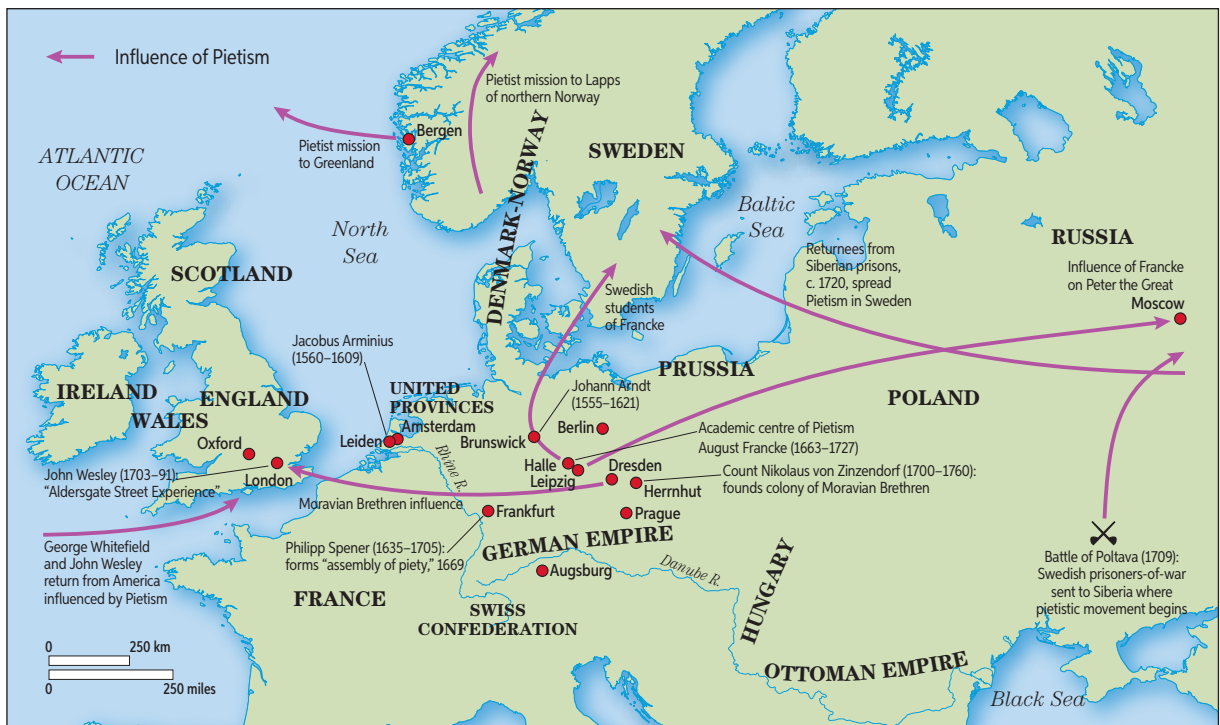 Influence of Pietism
Pietist mission to Lapps
of northern Norway
Bergen
Pietist mission
to Greenland
ATLANTIC
OCEAN
SWEDEN
DENMARK-NORWAY
North
Sea
Baltic
Sea
SCOTLAND
RUSSIA
Returnees from
Siberian prisons,
c. 1720, spread
Pietism in Sweden
Influence of Francke
on Peter the Great
Moscow
Swedish
students
of Francke
Jacobus Arminius
(1560–1609)
IRELAND
WALES
ENGLAND
UNITED
PROVINCES
PRUSSIA
POLAND
Johann Arndt
(1555–1621)
Amsterdam
Leiden
Brunswick
Berlin
Oxford
Academic centre of Pietism
August Francke (1663–1727)
Halle
Leipzig
Dresden
Rhine R.
John Wesley (1703–91):
"Aldersgate Street Experience"
London
Count Nikolaus von Zinzendorf (1700–1760):
founds colony of Moravian Brethren
Herrnhut
Moravian Brethren influence
Frankfurt
Prague
George Whitefield
and John Wesley
return from America
influenced by Pietism
Philipp Spener (1635–1705):
forms "assembly of piety," 1669
GERMAN EMPIRE
Augsburg
Danube R.
HUNGARY
Battle of Poltava (1709):
Swedish prisoners-of-war
sent to Siberia where
pietistic movement begins
FRANCE
SWISS
CONFEDERATION
OTTOMAN EMPIRE
Black Sea
0 250 km
0 250 miles